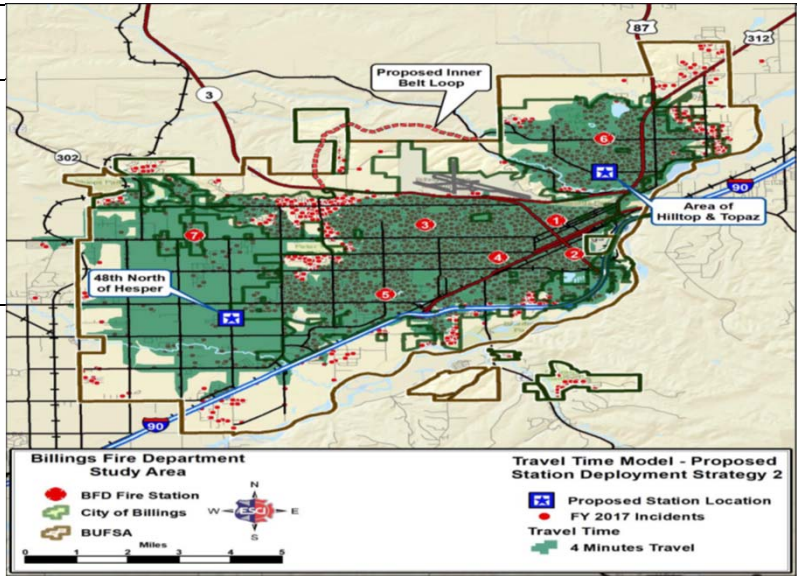 87
312
Proposed Inner
Belt Loop
3
6
302
90
Area of
Hilltop & Topaz
1
3
7
2
4
48th North
of Hesper
5
90
Billings Fire Department
Study Area
BFD Fire Station
City of Billings
BUFSA
N
W
ESCI
E
S
Miles
0 1 2 3 4 5
Travel Time Model - Proposed
Station Deployment Strategy 2
Proposed Station Location
FY 2017 Incidents
Travel Time
4 Minutes Travel